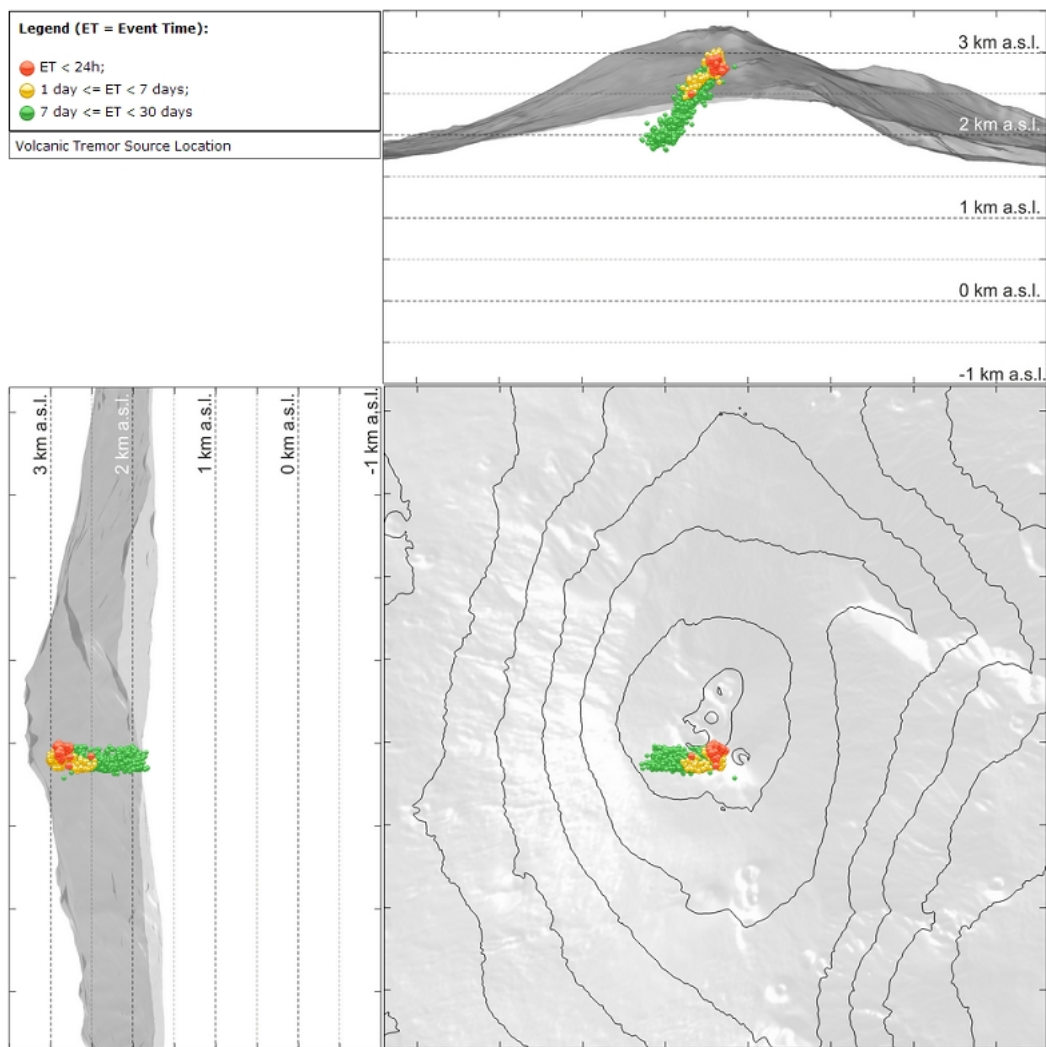 Legend (ET = Event Time):
ET < 24h;
1 day <= ET < 7 days;
7 day <= ET < 30 days
Volcanic Tremor Source Location
3 km a.s.l.
2 km a.s.l.
1 km a.s.l.
0 km a.s.l.
-1 km a.s.l.
3 km a.s.l.
2 km a.s.l.
1 km a.s.l.
0 km a.s.l.
-1 km a.s.l.